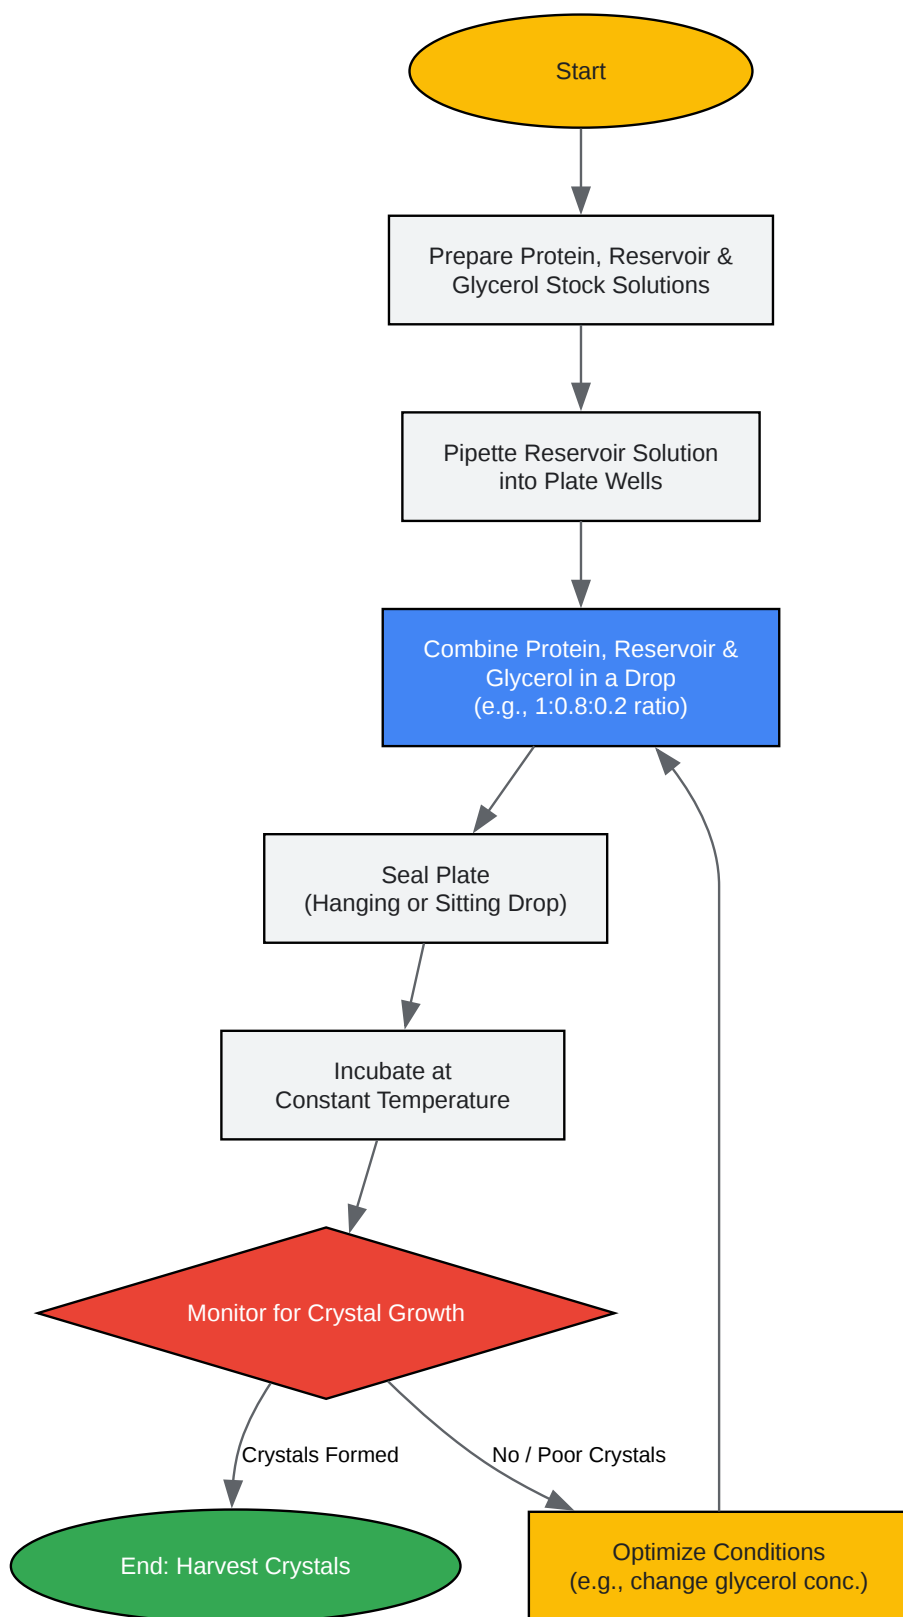 Start
Prepare Protein, Reservoir &
Glycerol Stock Solutions
Pipette Reservoir Solution
into Plate Wells
Combine Protein, Reservoir &
Glycerol in a Drop
(e.g., 1:0.8:0.2 ratio)
Seal Plate
(Hanging or Sitting Drop)
Incubate at
Constant Temperature
Monitor for Crystal Growth
Crystals Formed
No / Poor Crystals
End: Harvest Crystals
Optimize Conditions
(e.g., change glycerol conc.)